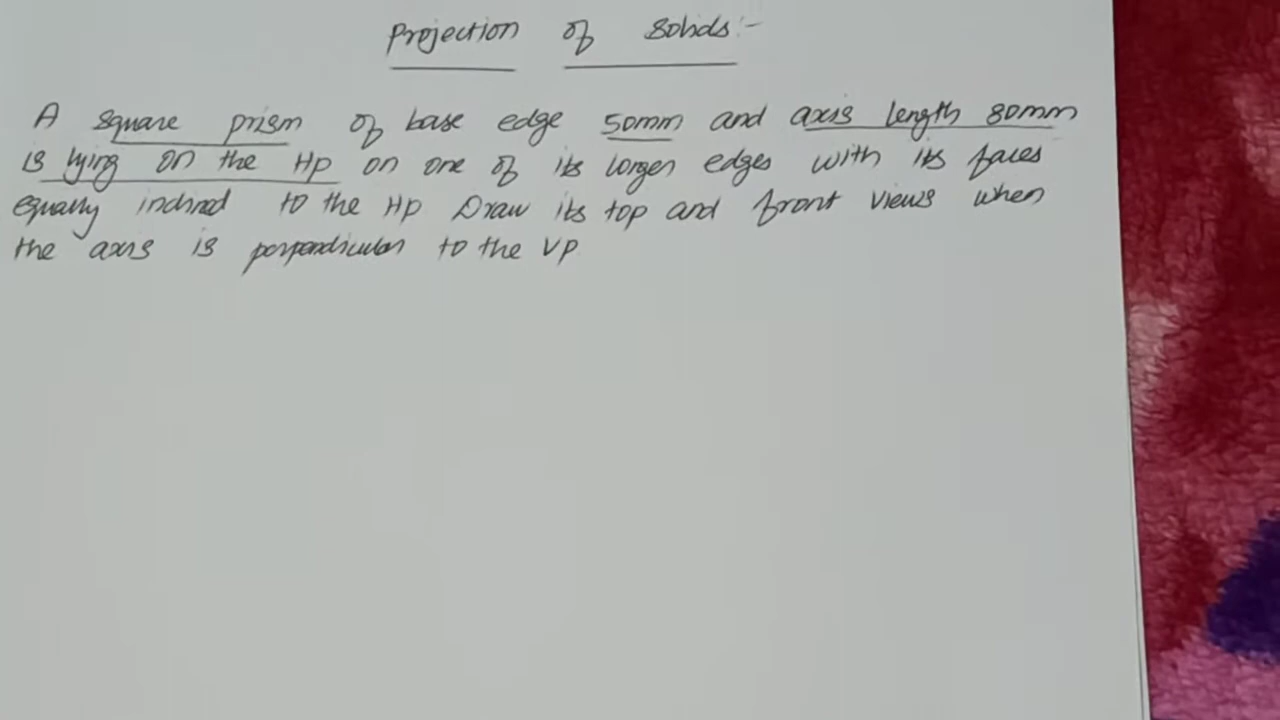 Projection of Solids:-
A square prism of base edge 50mm and axis length 80mm
is lying on the Hp on one of its longer edges with its faces
equally inclined to the Hp Draw its top and front views when
the axis is perpendicular to the VP